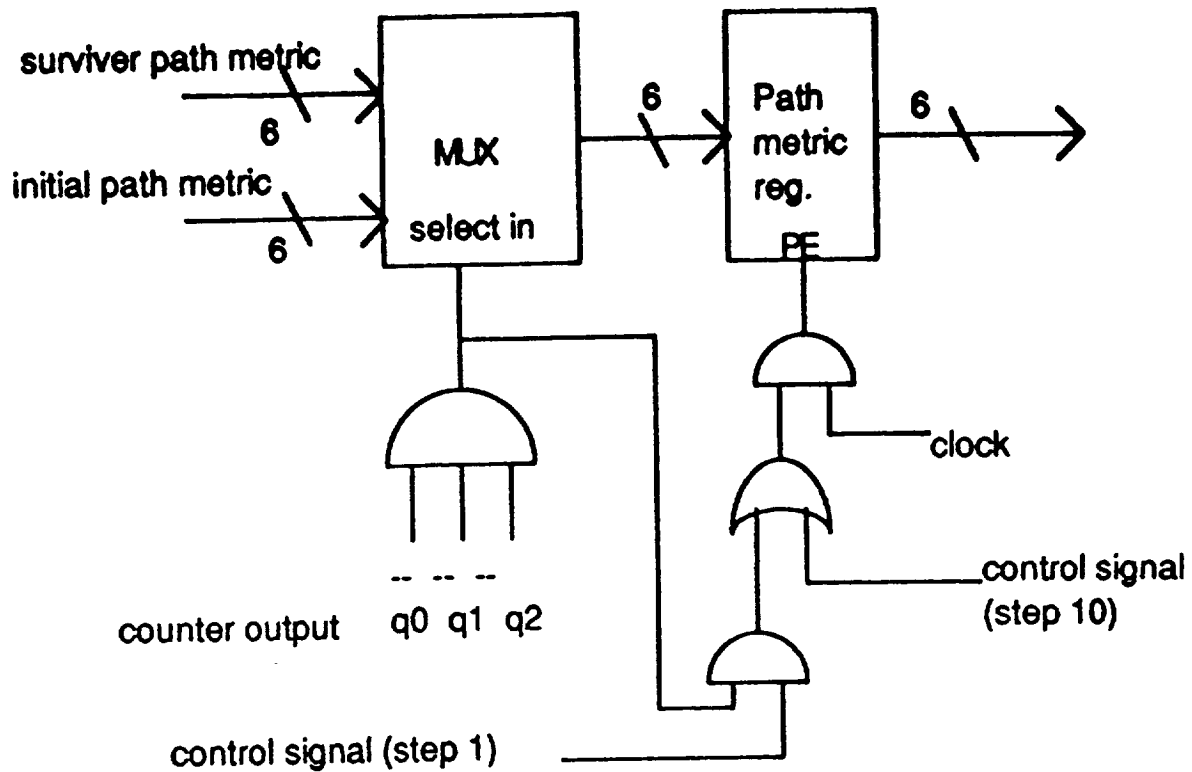 surviver path metric
6
initial path metric
6
MUX
select in
6
Path
metric
reg.
PE
6
clock
control signal
(step 10)
-- -- --
counter output q0 q1 q2
control signal (step 1)